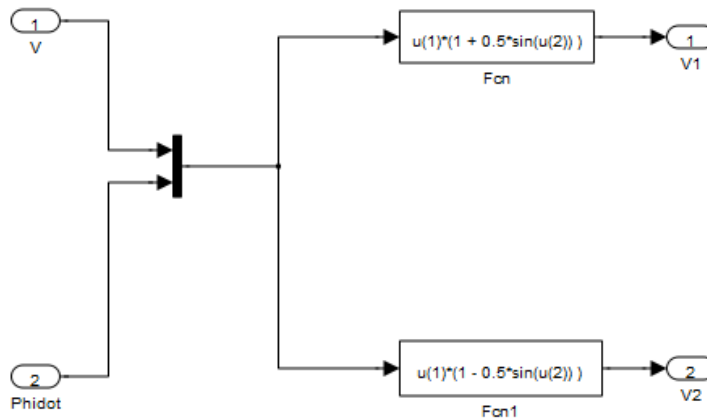 1
V
u(1)*(1 + 0.5*sin(u(2)) )
Fcn
1
V1
2
Phidot
u(1)*(1 - 0.5*sin(u(2)) )
Fcn1
2
V2